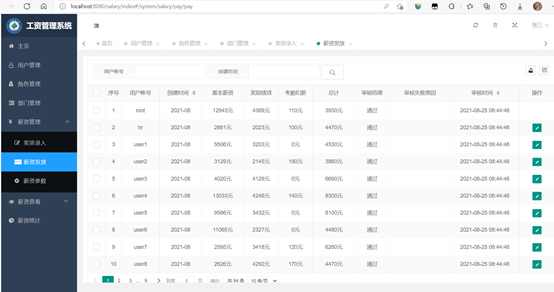 localhost:8080/salary/index#/system/salary/pay/pay
工资管理系统
张江
主页
用户管理
角色管理
部门管理
薪资管理
奖惩录入
薪资发放
薪资参数
薪资查看
薪资统计
首页 用户管理 角色管理 部门管理 奖惩录入 薪资发放
用户帐号 创建时间
序号 用户帐号 创建时间 基本薪资 奖励绩效 考勤扣薪 总计 审核结果 审核失败原因 审核时间 操作
1 root 2021-08 12943元 4389元 110元 3930元 通过 2021-08-25 08:44:46
2 hr 2021-08 2861元 2023元 100元 4470元 通过 2021-08-25 08:44:46
3 user1 2021-08 5506元 3203元 0元 4530元 通过 2021-08-25 08:44:46
4 user2 2021-08 3129元 2145元 190元 3860元 通过 2021-08-25 08:44:46
5 user3 2021-08 4020元 4129元 0元 6690元 通过 2021-08-25 08:44:46
6 user4 2021-08 13033元 4246元 140元 8300元 通过 2021-08-25 08:44:46
7 user5 2021-08 9586元 3432元 0元 8100元 通过 2021-08-25 08:44:46
8 user6 2021-08 11065元 2327元 0元 4480元 通过 2021-08-25 08:44:46
9 user7 2021-08 2595元 3418元 120元 6260元 通过 2021-08-25 08:44:46
10 user8 2021-08 2626元 4292元 170元 4470元 通过 2021-08-25 08:44:46
1 2 3 ... 9 到第 1 页 确定 10 条/页